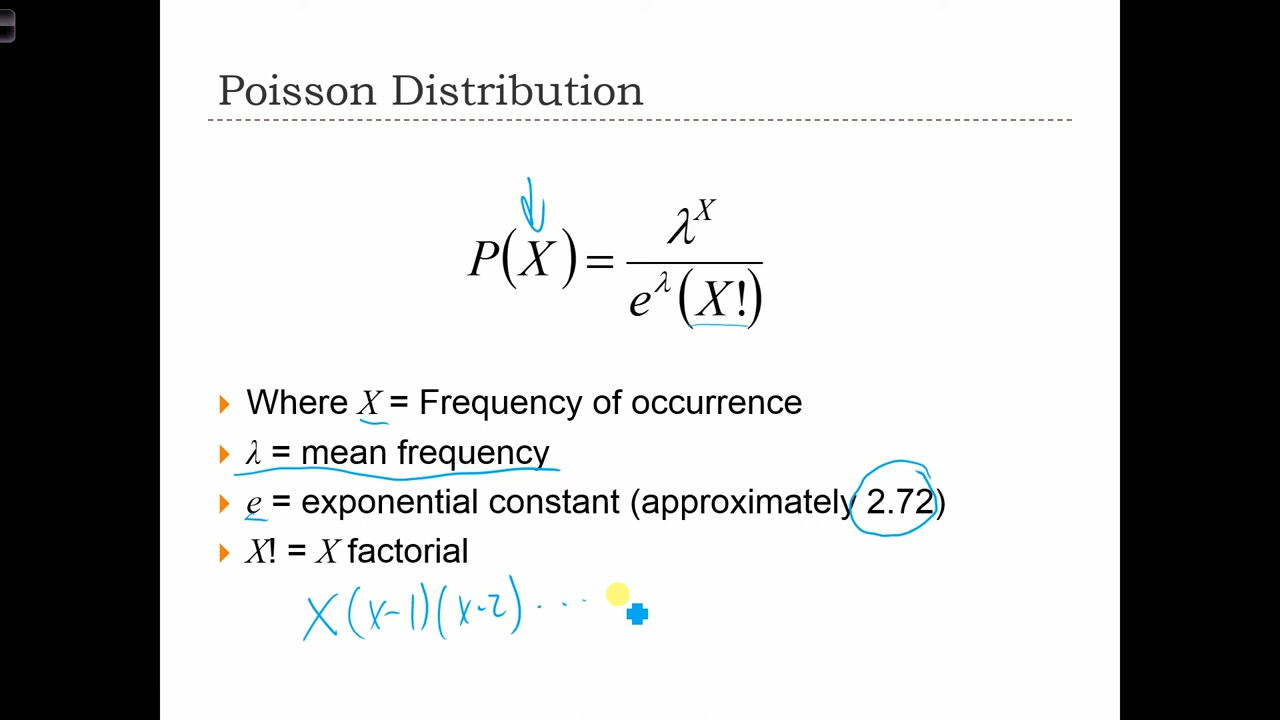 Poisson Distribution
P(X) = λ^X / e^λ (X!)
Where X = Frequency of occurrence
λ = mean frequency
e = exponential constant (approximately 2.72)
X! = X factorial
X(x-1)(x-2)....